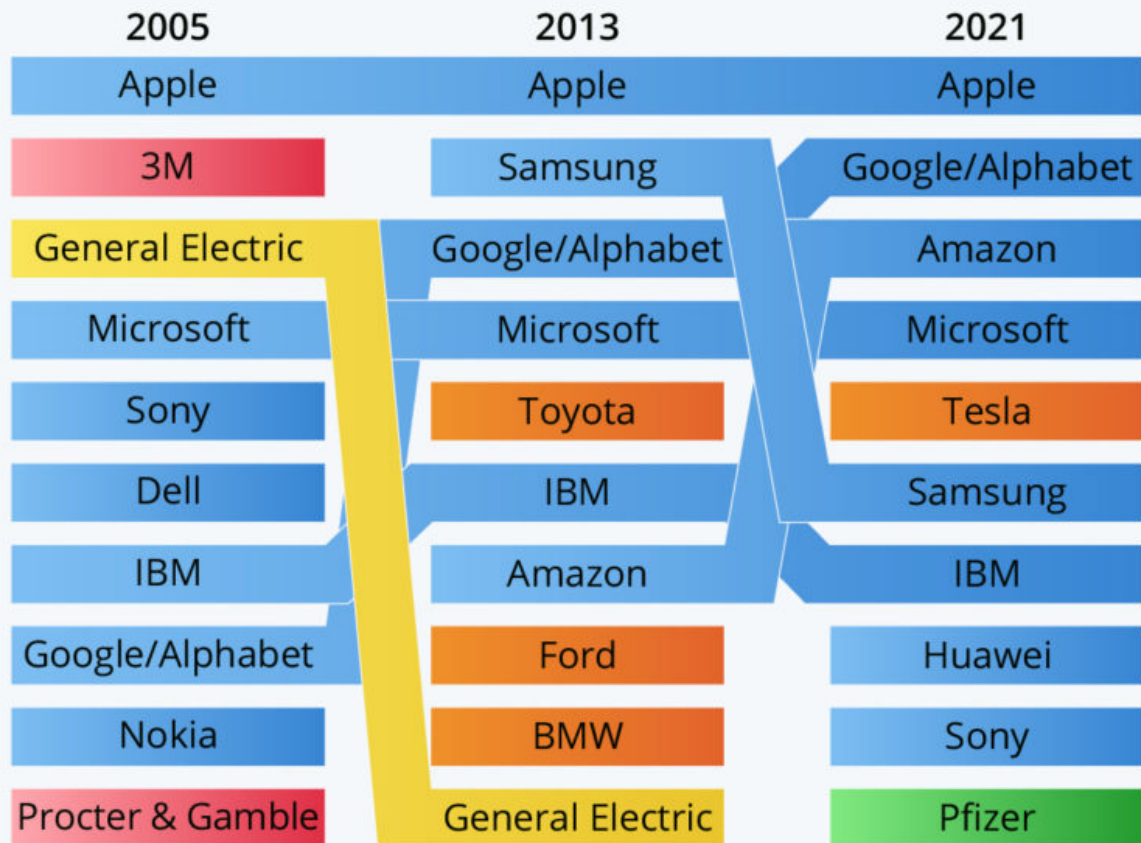 2005 2013 2021
Apple Apple Apple
3M Samsung Google/Alphabet
General Electric Google/Alphabet Amazon
Microsoft Microsoft Microsoft
Sony Toyota Tesla
Dell IBM Samsung
IBM Amazon IBM
Google/Alphabet Ford Huawei
Nokia BMW Sony
Procter & Gamble General Electric Pfizer